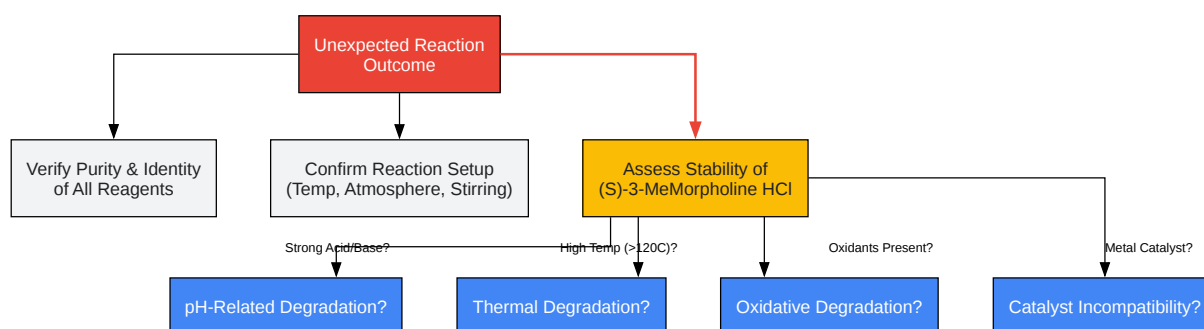 Unexpected Reaction
Outcome
Verify Purity & Identity
of All Reagents
Confirm Reaction Setup
(Temp, Atmosphere, Stirring)
Assess Stability of
(S)-3-MeMorpholine HCl
Strong Acid/Base?
High Temp (>120C)?
Oxidants Present?
Metal Catalyst?
pH-Related Degradation?
Thermal Degradation?
Oxidative Degradation?
Catalyst Incompatibility?